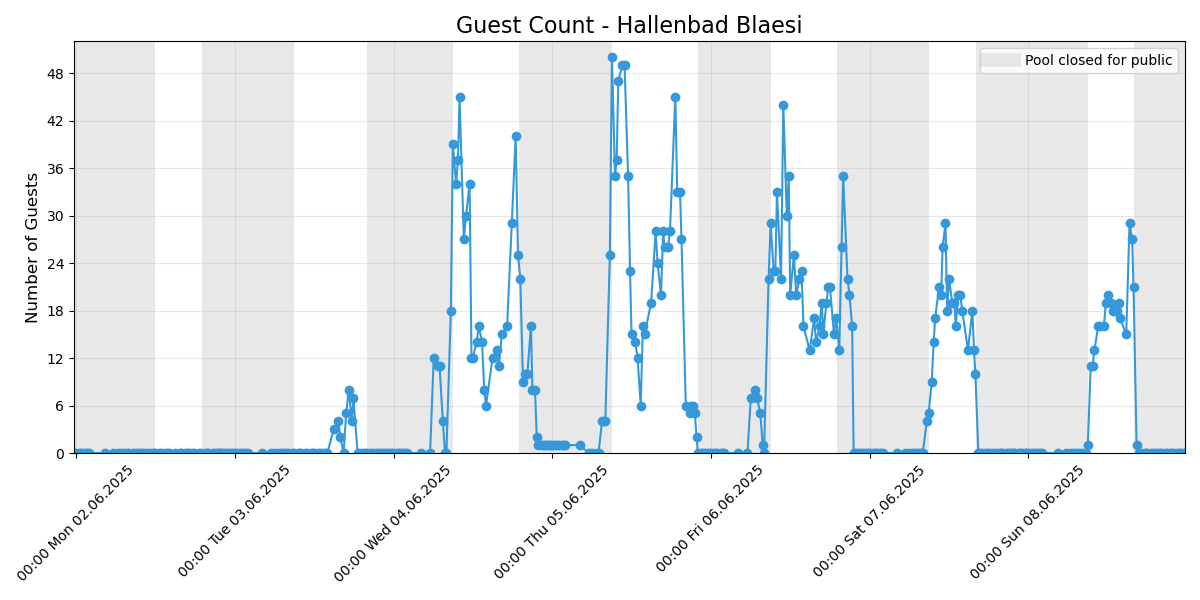 Guest Count - Hallenbad Blaesi
Pool closed for public
Number of Guests
48
42
36
30
24
18
12
6
0
00:00 Mon 02.06.2025
00:00 Tue 03.06.2025
00:00 Wed 04.06.2025
00:00 Thu 05.06.2025
00:00 Fri 06.06.2025
00:00 Sat 07.06.2025
00:00 Sun 08.06.2025